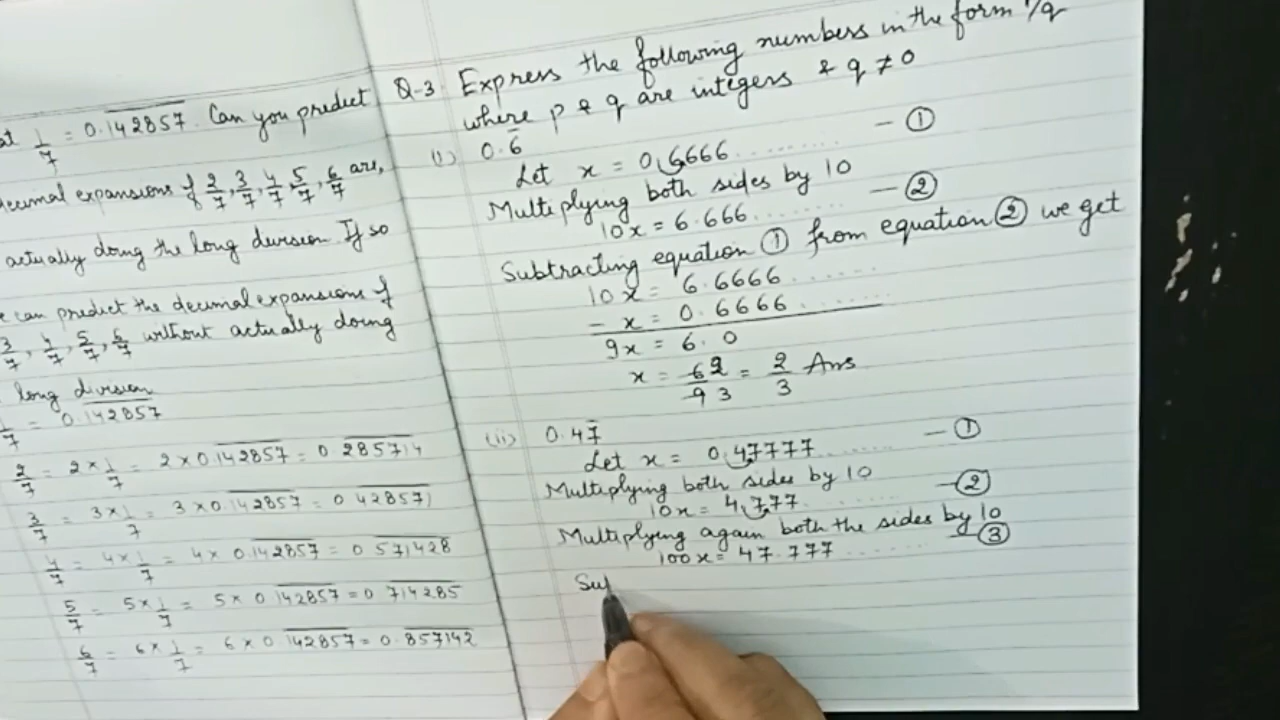 at 1/7 = 0.142857. Can you predict
decimal expansions of 2/7, 3/7, 4/7, 5/7, 6/7 are,
actually doing the long division. If so
e can predict the decimal expansions of
3/7, 4/7, 5/7, 6/7 without actually doing
long division
1/7 = 0.142857
2/7 = 2 × 1/7 = 2 × 0.142857 = 0.285714
3/7 = 3 × 1/7 = 3 × 0.142857 = 0.428571
4/7 = 4 × 1/7 = 4 × 0.142857 = 0.571428
5/7 = 5 × 1/7 = 5 × 0.142857 = 0.714285
6/7 = 6 × 1/7 = 6 × 0.142857 = 0.857142
Q-3 Express the following numbers in the form p/q
where p & q are integers & q ≠ 0
(i) 0.6̄
Let x = 0.6666 ........ - ①
Multiplying both sides by 10
10x = 6.666 ........ - ②
Subtracting equation ① from equation ② we get
10x = 6.6666 ......
- x = 0.6666 ......
9x = 6.0
x = 6/9 = 2/3 Ans
(ii) 0.47̄
Let x = 0.47777 ...... - ①
Multiplying both sides by 10
10x = 4.777 ...... - ②
Multiplying again both the sides by 10
100x = 47.777 ...... - ③
Sub